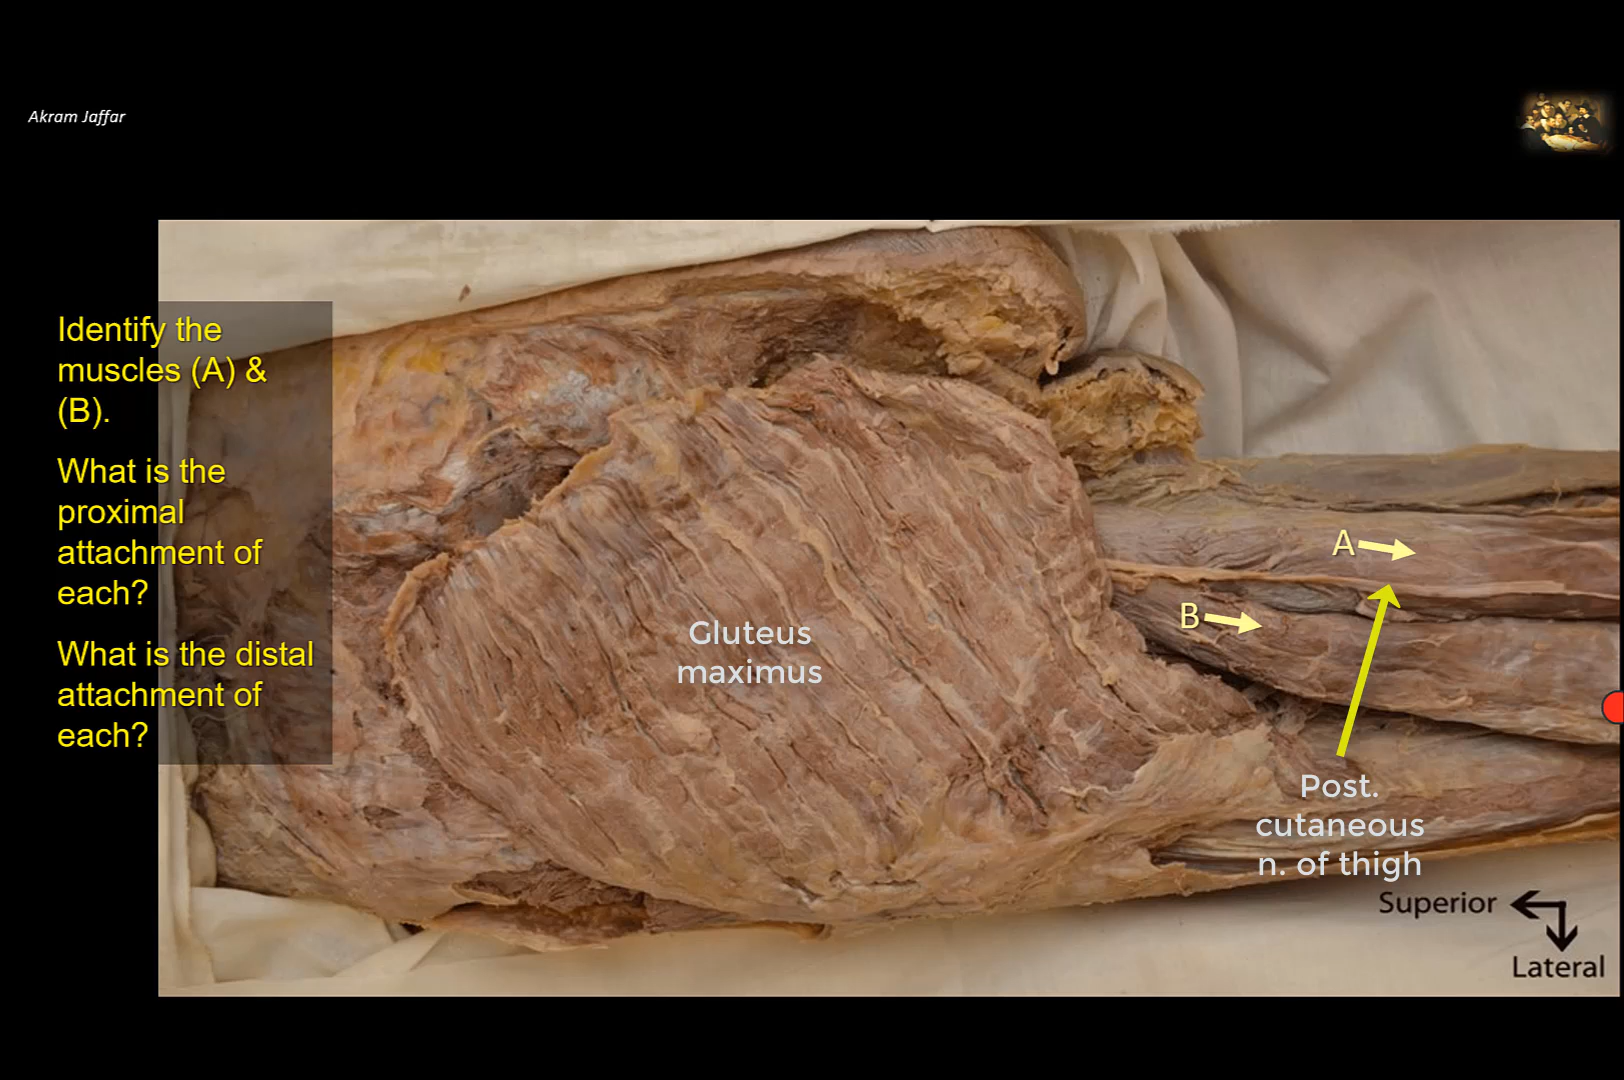 Akram Jaffar
Identify the
muscles (A) &
(B).
What is the
proximal
attachment of
each?
What is the distal
attachment of
each?
Gluteus
maximus
A
B
Post.
cutaneous
n. of thigh
Superior
Lateral